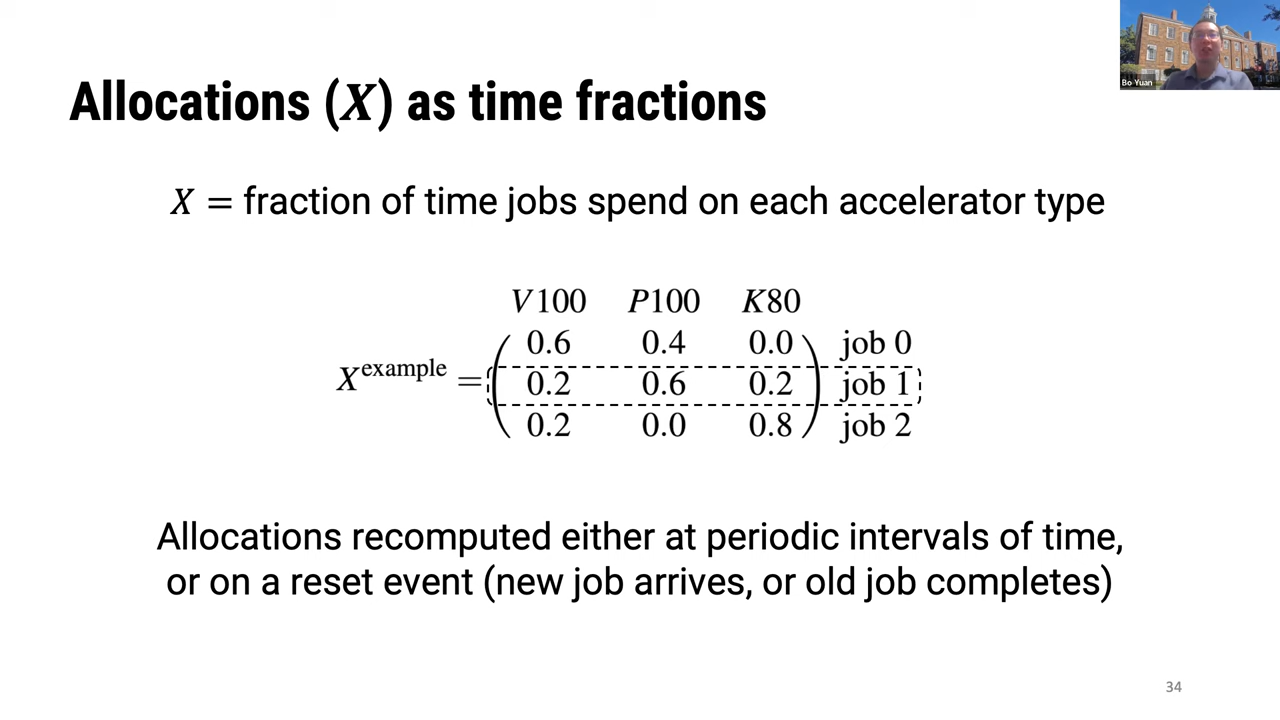 Bo Yuan
Allocations (X) as time fractions
X = fraction of time jobs spend on each accelerator type
V100 P100 K80
0.6 0.4 0.0 job 0
X^example = 0.2 0.6 0.2 job 1
0.2 0.0 0.8 job 2
Allocations recomputed either at periodic intervals of time,
or on a reset event (new job arrives, or old job completes)
34